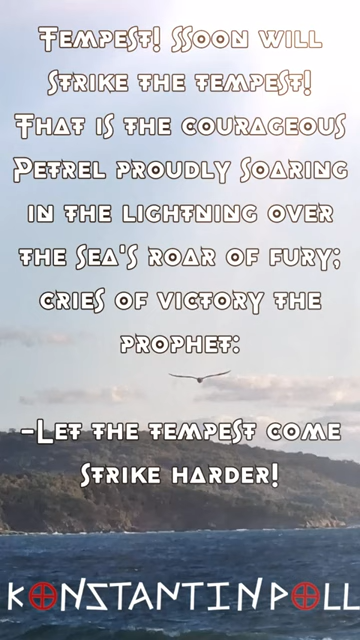 Tempest! Ssoon will
strike the tempest!
That is the courageous
Petrel proudly Soaring
in the lightning over
the Sea's roar of fury;
cries of victory the
prophet:
-Let the tempest come
strike harder!
KONSTANTINPOLL